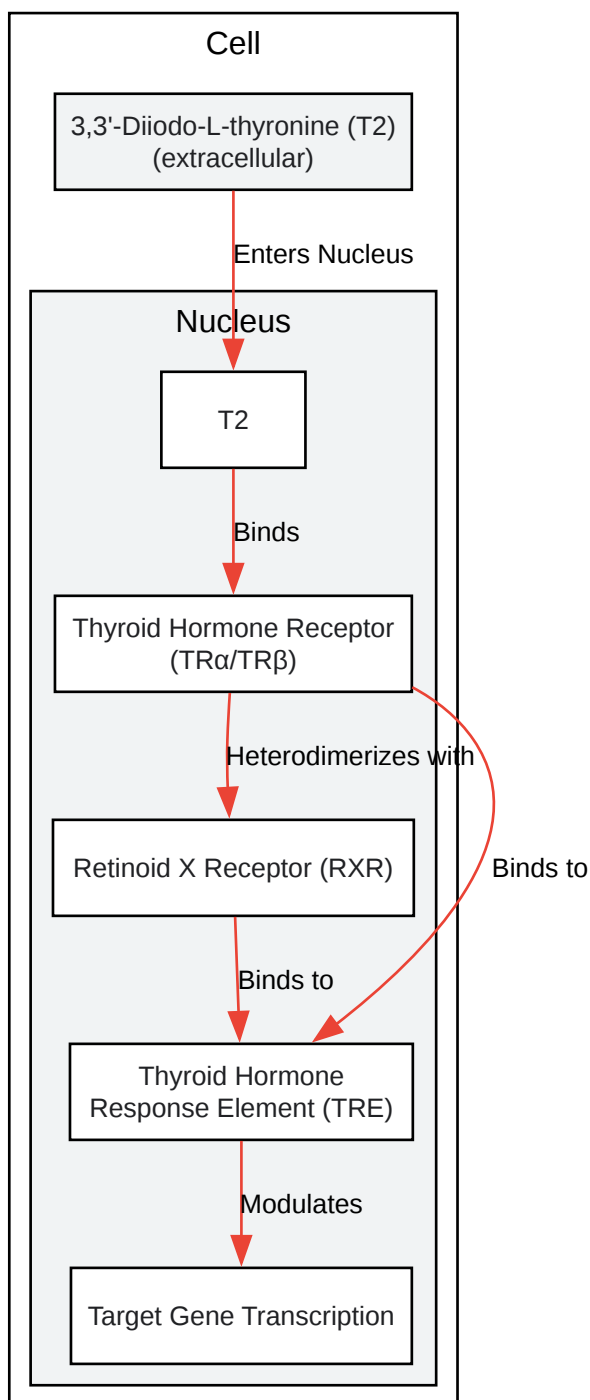 Cell
3,3'-Diiodo-L-thyronine (T2)
(extracellular)
Enters Nucleus
Nucleus
T2
Binds
Thyroid Hormone Receptor
(TRα/TRβ)
Heterodimerizes with
Retinoid X Receptor (RXR)
Binds to
Binds to
Thyroid Hormone
Response Element (TRE)
Modulates
Target Gene Transcription